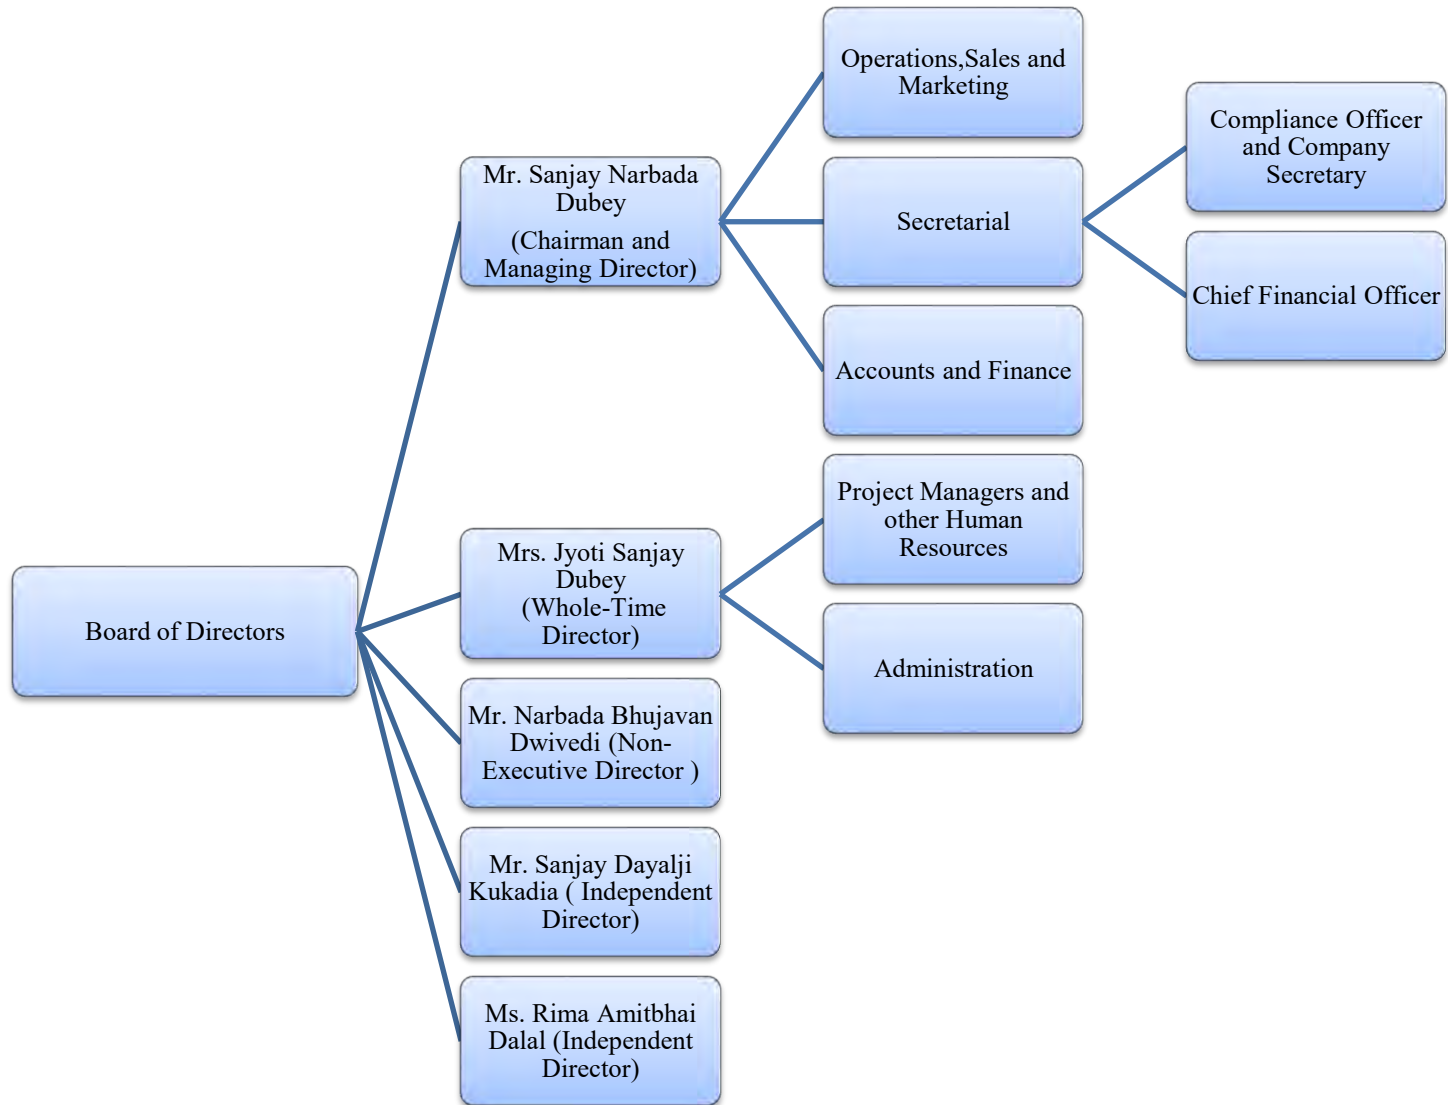 Operations,Sales and
Marketing
Compliance Officer
and Company
Secretary
Mr. Sanjay Narbada
Dubey
(Chairman and
Managing Director)
Secretarial
Chief Financial Officer
Accounts and Finance
Project Managers and
other Human
Resources
Mrs. Jyoti Sanjay
Dubey
(Whole-Time
Director)
Board of Directors
Administration
Mr. Narbada Bhujavan
Dwivedi (Non-
Executive Director )
Mr. Sanjay Dayalji
Kukadia ( Independent
Director)
Ms. Rima Amitbhai
Dalal (Independent
Director)